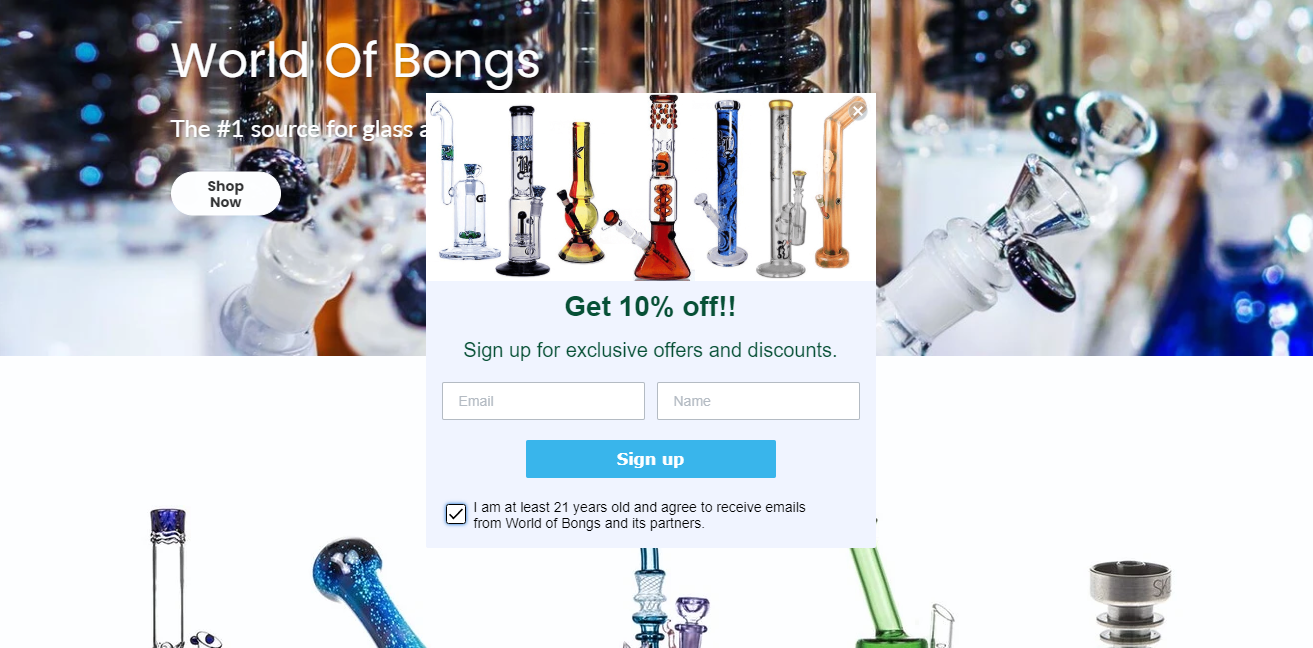 World Of Bongs
The #1 source for glass a
Shop
Now
Get 10% off!!
Sign up for exclusive offers and discounts.
Email
Name
Sign up
I am at least 21 years old and agree to receive emails
from World of Bongs and its partners.